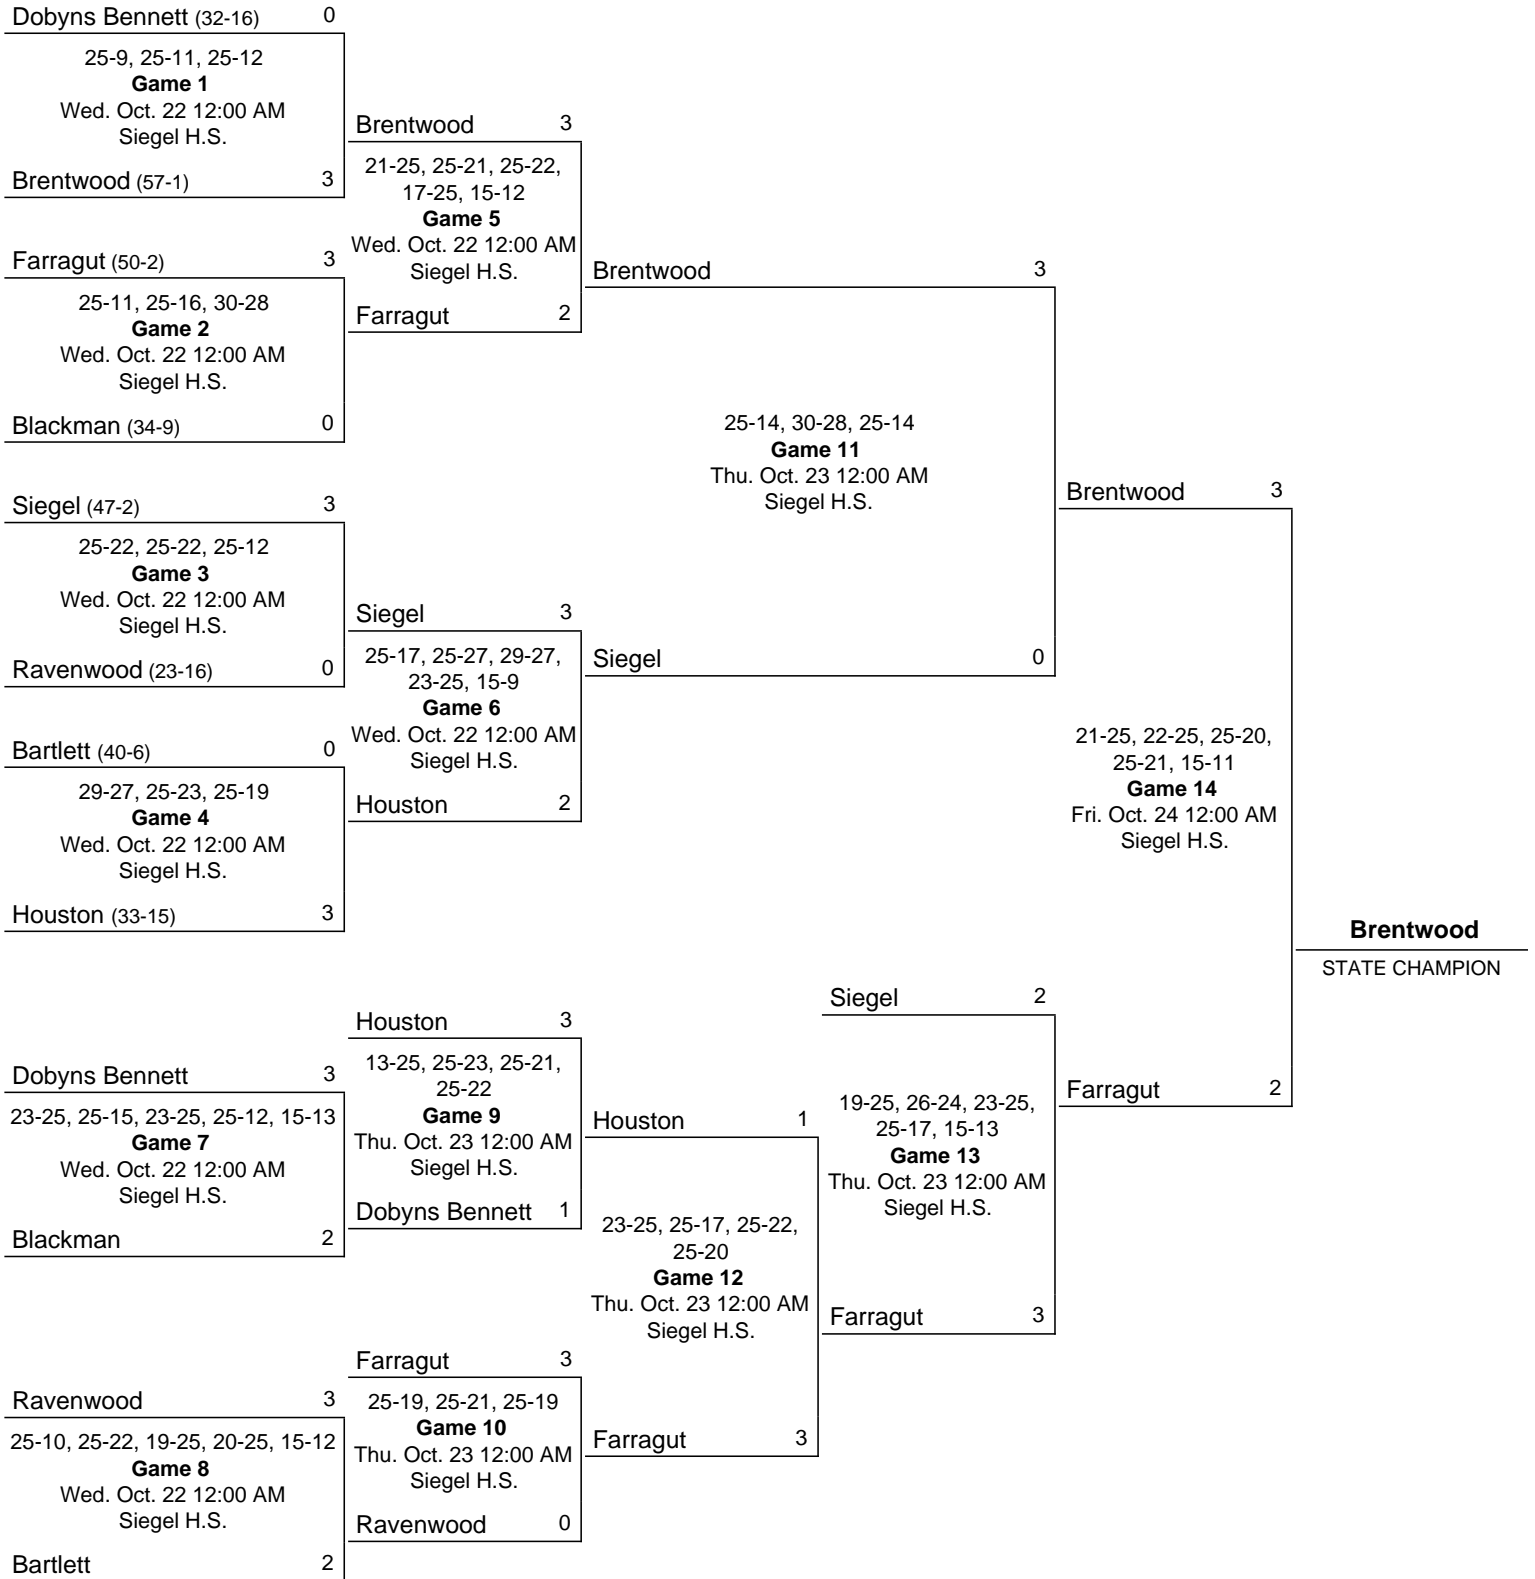 Dobyns Bennett (32-16) 0
25-9, 25-11, 25-12
Game 1
Wed. Oct. 22 12:00 AM
Siegel H.S.
Brentwood (57-1) 3
Farragut (50-2) 3
25-11, 25-16, 30-28
Game 2
Wed. Oct. 22 12:00 AM
Siegel H.S.
Blackman (34-9) 0
Siegel (47-2) 3
25-22, 25-22, 25-12
Game 3
Wed. Oct. 22 12:00 AM
Siegel H.S.
Ravenwood (23-16) 0
Bartlett (40-6) 0
29-27, 25-23, 25-19
Game 4
Wed. Oct. 22 12:00 AM
Siegel H.S.
Houston (33-15) 3
Dobyns Bennett 3
23-25, 25-15, 23-25, 25-12, 15-13
Game 7
Wed. Oct. 22 12:00 AM
Siegel H.S.
Blackman 2
Ravenwood 3
25-10, 25-22, 19-25, 20-25, 15-12
Game 8
Wed. Oct. 22 12:00 AM
Siegel H.S.
Bartlett 2
Brentwood 3
21-25, 25-21, 25-22,
17-25, 15-12
Game 5
Wed. Oct. 22 12:00 AM
Siegel H.S.
Farragut 2
Siegel 3
25-17, 25-27, 29-27,
23-25, 15-9
Game 6
Wed. Oct. 22 12:00 AM
Siegel H.S.
Houston 2
Houston 3
13-25, 25-23, 25-21,
25-22
Game 9
Thu. Oct. 23 12:00 AM
Siegel H.S.
Dobyns Bennett 1
Farragut 3
25-19, 25-21, 25-19
Game 10
Thu. Oct. 23 12:00 AM
Siegel H.S.
Ravenwood 0
Brentwood 3
25-14, 30-28, 25-14
Game 11
Thu. Oct. 23 12:00 AM
Siegel H.S.
Siegel 0
Houston 1
23-25, 25-17, 25-22,
25-20
Game 12
Thu. Oct. 23 12:00 AM
Siegel H.S.
Farragut 3
Siegel 2
19-25, 26-24, 23-25,
25-17, 15-13
Game 13
Thu. Oct. 23 12:00 AM
Siegel H.S.
Farragut 3
Brentwood 3
21-25, 22-25, 25-20,
25-21, 15-11
Game 14
Fri. Oct. 24 12:00 AM
Siegel H.S.
Farragut 2
Brentwood
STATE CHAMPION